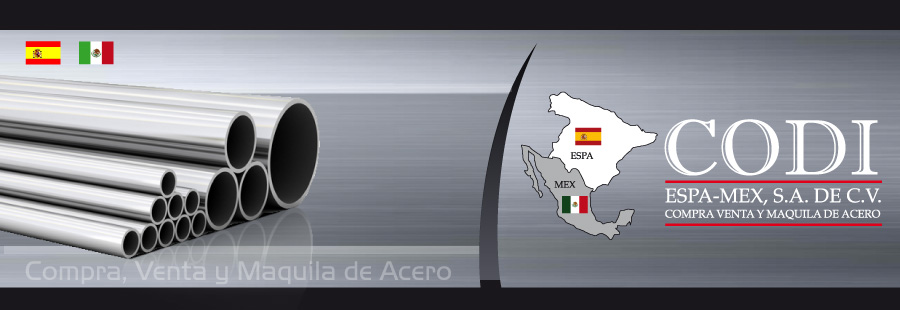 ESPA
MEX
CODI
ESPA-MEX, S.A. DE C.V.
COMPRA VENTA Y MAQUILA DE ACERO
Compra, Venta y Maquila de Acero